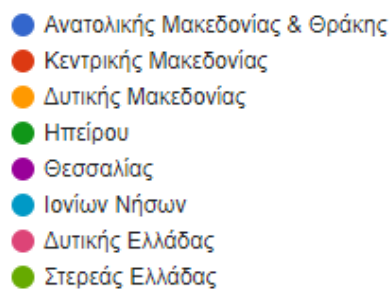 Ανατολικής Μακεδονίας & Θράκης
Κεντρικής Μακεδονίας
Δυτικής Μακεδονίας
Ηπείρου
Θεσσαλίας
Ιονίων Νήσων
Δυτικής Ελλάδας
Στερεάς Ελλάδας